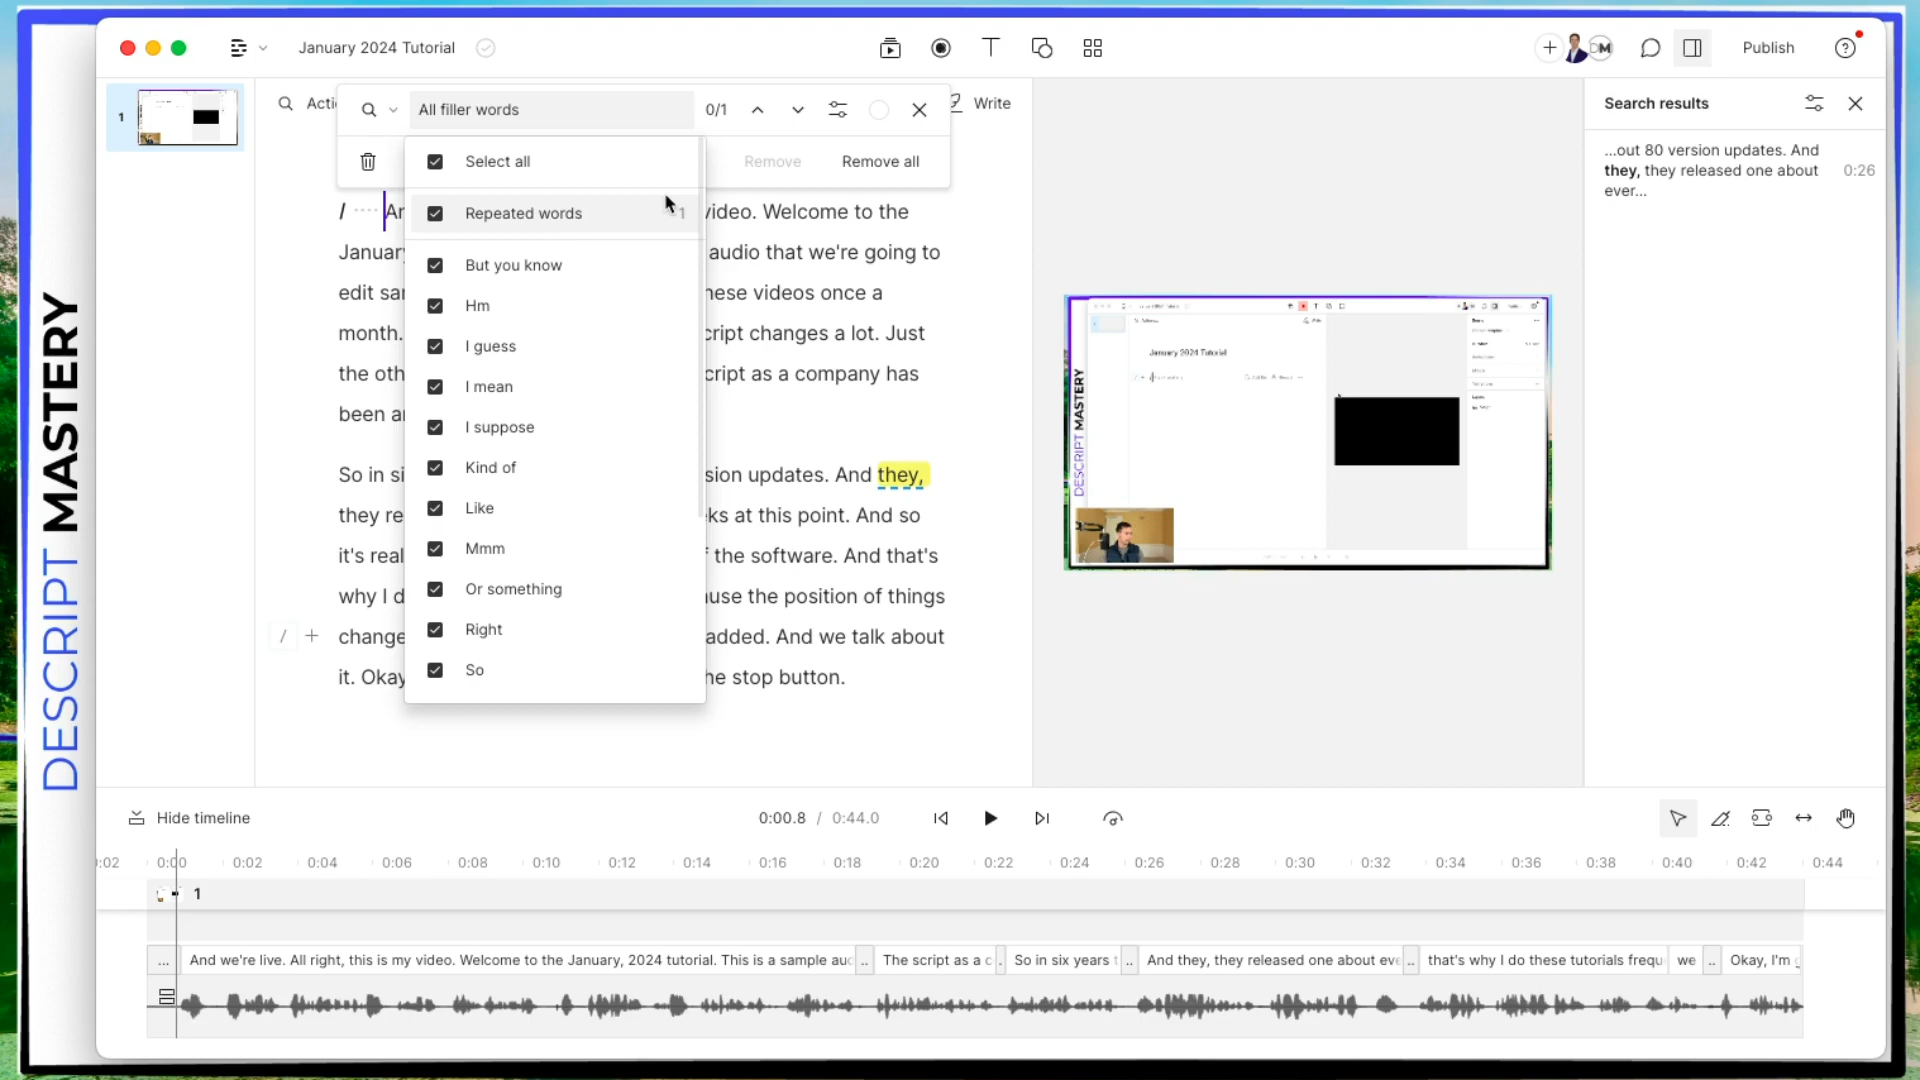 DESCRIPT MASTERY
January 2024 Tutorial
Publish
1
Acti
All filler words
0/1
Write
Remove
Remove all
Select all
Repeated words
1
But you know
Hm
I guess
I mean
I suppose
Kind of
Like
Mmm
Or something
Right
So
/ Ar
video. Welcome to the
January
audio that we're going to
edit sa
hese videos once a
month.
cript changes a lot. Just
the oth
cript as a company has
been a
So in si
sion updates. And they,
they re
ks at this point. And so
it's real
f the software. And that's
why I d
ause the position of things
/ + change
added. And we talk about
it. Okay
he stop button.
January 2024 Tutorial
DESCRIPT MASTERY
Search results
...out 80 version updates. And
they, they released one about
ever...
0:26
Hide timeline
0:00.8 / 0:44.0
:02 0:00 0:02 0:04 0:06 0:08 0:10 0:12 0:14 0:16 0:18 0:20 0:22 0:24 0:26 0:28 0:30 0:32 0:34 0:36 0:38 0:40 0:42 0:44
1
... And we're live. All right, this is my video. Welcome to the January, 2024 tutorial. This is a sample au .. The script as a c . So in six years .. And they, they released one about eve .. that's why I do these tutorials frequ we .. Okay, I'm